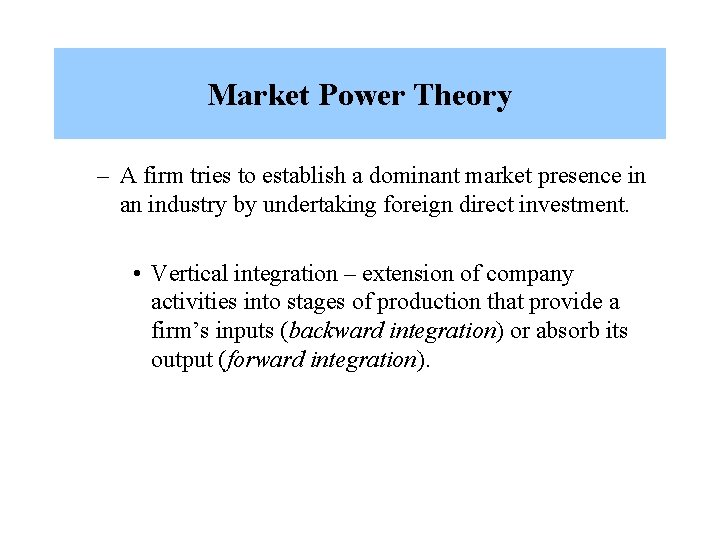 Market Power Theory
– A firm tries to establish a dominant market presence in
an industry by undertaking foreign direct investment.
• Vertical integration – extension of company
activities into stages of production that provide a
firm’s inputs (backward integration) or absorb its
output (forward integration).